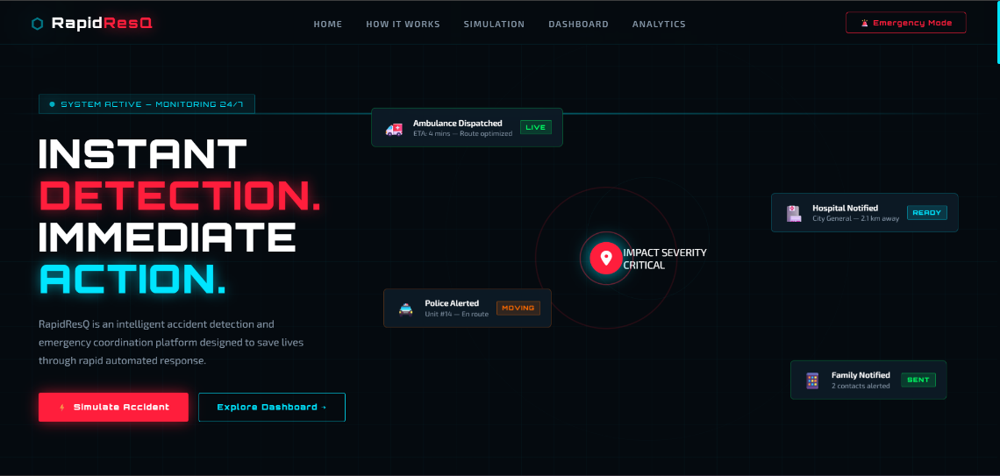 RapidResQ
HOME
HOW IT WORKS
SIMULATION
DASHBOARD
ANALYTICS
Emergency Mode
SYSTEM ACTIVE — MONITORING 24/7
INSTANT
DETECTION.
IMMEDIATE
ACTION.
RapidResQ is an intelligent accident detection and
emergency coordination platform designed to save lives
through rapid automated response.
Simulate Accident
Explore Dashboard →
Ambulance Dispatched
ETA: 4 mins — Route optimized
LIVE
Hospital Notified
City General — 2.1 km away
READY
IMPACT SEVERITY
CRITICAL
Police Alerted
Unit #14 — En route
MOVING
Family Notified
2 contacts alerted
SENT